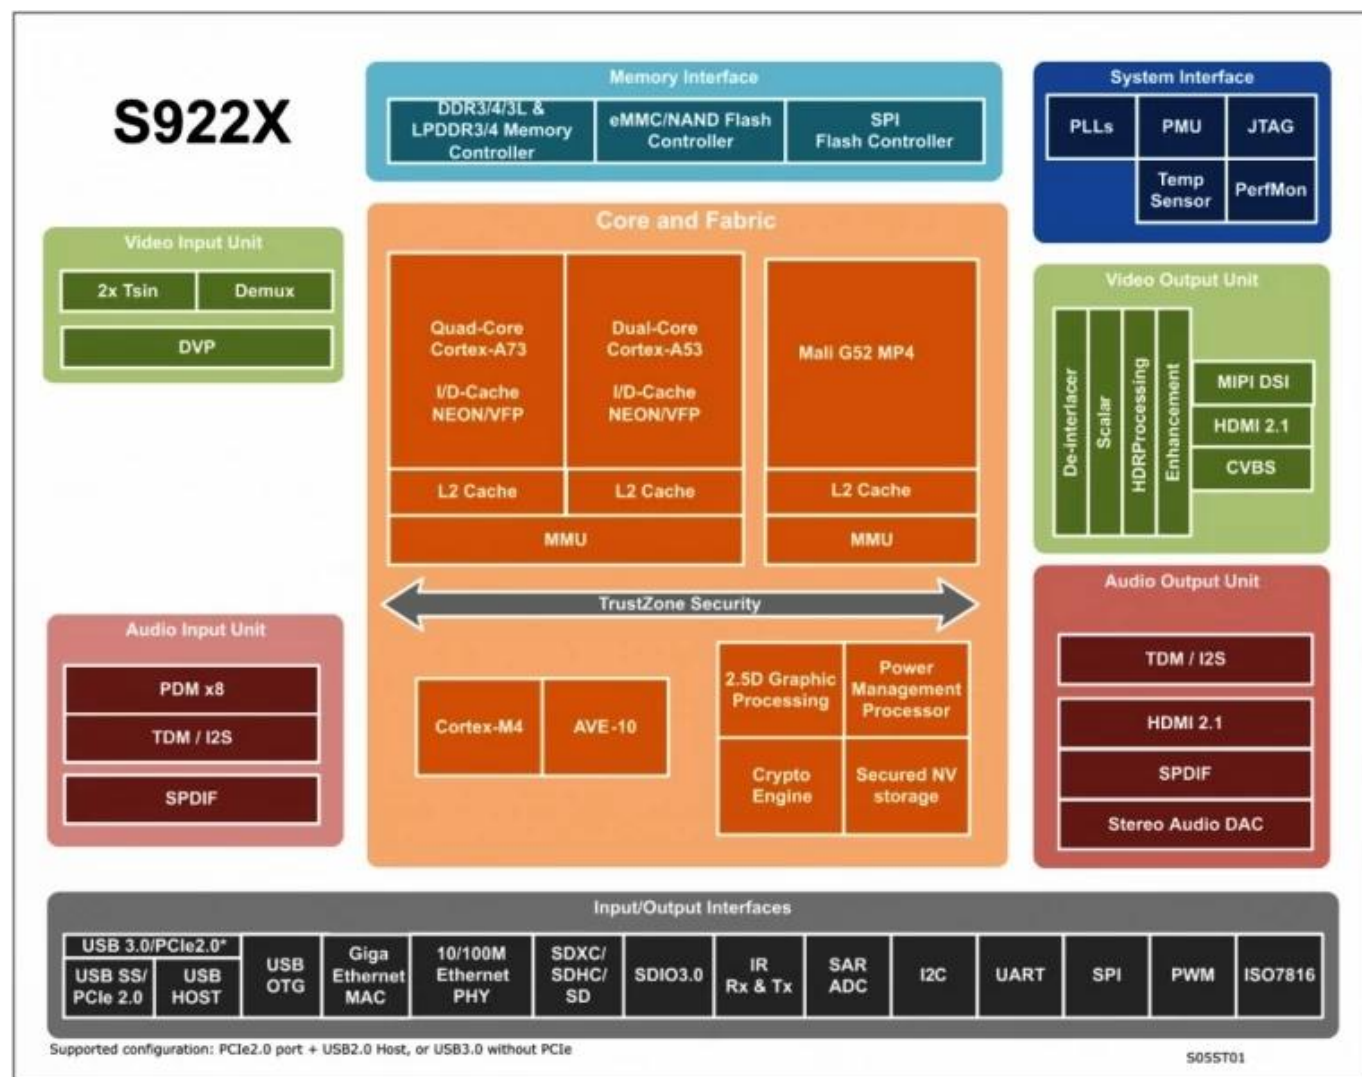 S922X
Memory Interface
DDR3/4/3L &
LPDDR3/4 Memory
Controller
eMMC/NAND Flash
Controller
SPI
Flash Controller
System Interface
PLLs
PMU
JTAG
Temp
Sensor
PerfMon
Video Input Unit
2x Tsin
Demux
DVP
Core and Fabric
Quad-Core
Cortex-A73
I/D-Cache
NEON/VFP
Dual-Core
Cortex-A53
I/D-Cache
NEON/VFP
Mali G52 MP4
L2 Cache
L2 Cache
L2 Cache
MMU
MMU
TrustZone Security
Cortex-M4
AVE-10
2.5D Graphic
Processing
Power
Management
Processor
Crypto
Engine
Secured NV
storage
Video Output Unit
De-interlacer
Scalar
HDRProcessing
Enhancement
MIPI DSI
HDMI 2.1
CVBS
Audio Input Unit
PDM x8
TDM / I2S
SPDIF
Audio Output Unit
TDM / I2S
HDMI 2.1
SPDIF
Stereo Audio DAC
Input/Output Interfaces
USB 3.0/PCIe2.0*
USB SS/
PCIe 2.0
USB
HOST
USB
OTG
Giga
Ethernet
MAC
10/100M
Ethernet
PHY
SDXC/
SDHC/
SD
SDIO3.0
IR
Rx & Tx
SAR
ADC
I2C
UART
SPI
PWM
ISO7816
Supported configuration: PCIe2.0 port + USB2.0 Host, or USB3.0 without PCIe
S05ST01